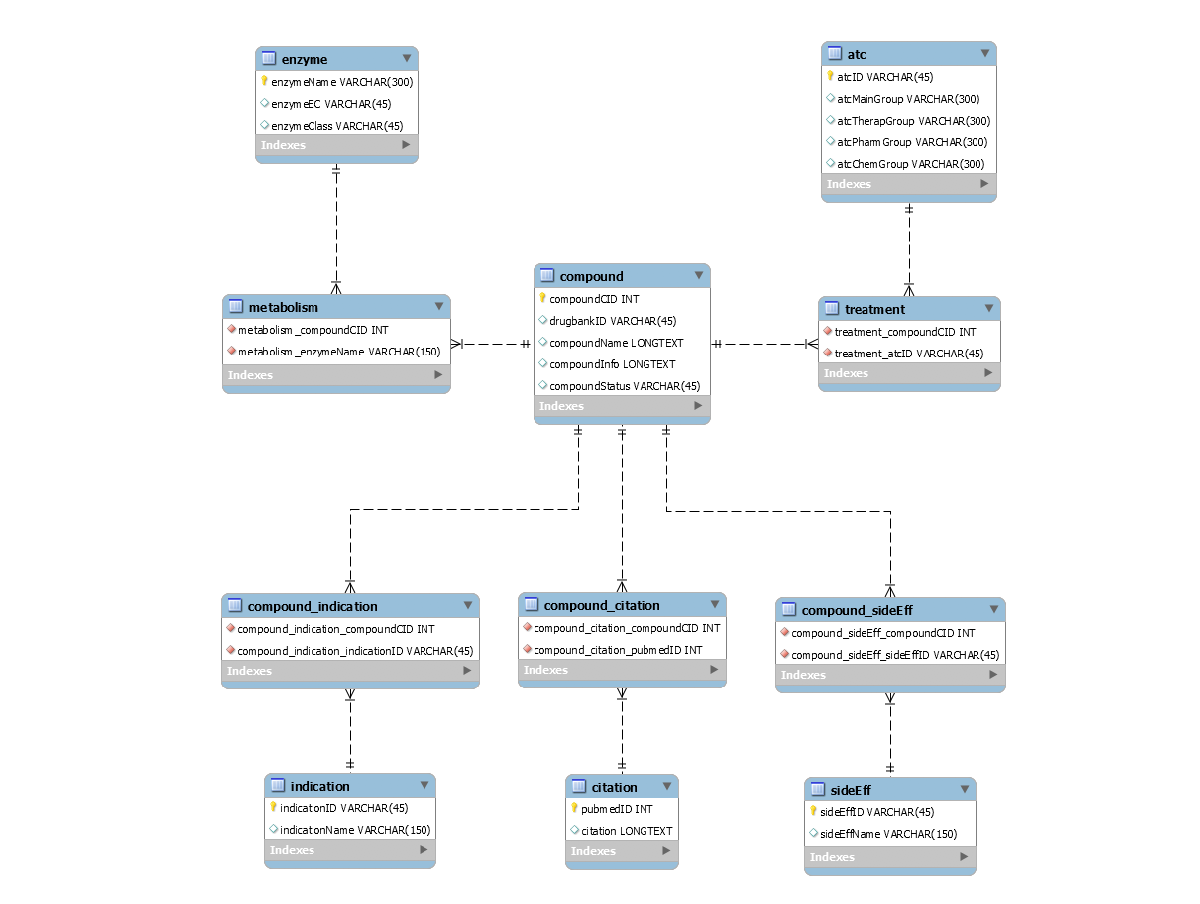 enzyme
enzymeName VARCHAR(300)
enzymeEC VARCHAR(45)
enzymeClass VARCHAR(45)
Indexes
atc
atcID VARCHAR(45)
atcMainGroup VARCHAR(300)
atcTherapGroup VARCHAR(300)
atcPharmGroup VARCHAR(300)
atcChemGroup VARCHAR(300)
Indexes
metabolism
metabolism_compoundCID INT
metabolism_enzymeName VARCHAR(150)
Indexes
compound
compoundCID INT
drugbankID VARCHAR(45)
compoundName LONGTEXT
compoundInfo LONGTEXT
compoundStatus VARCHAR(45)
Indexes
treatment
treatment_compoundCID INT
treatment_atcID VARCHAR(45)
Indexes
compound_indication
compound_indication_compoundCID INT
compound_indication_indicationID VARCHAR(45)
Indexes
compound_citation
compound_citation_compoundCID INT
compound_citation_pubmedID INT
Indexes
compound_sideEff
compound_sideEff_compoundCID INT
compound_sideEff_sideEffID VARCHAR(45)
Indexes
indication
indicatonID VARCHAR(45)
indicatonName VARCHAR(150)
Indexes
citation
pubmedID INT
citation LONGTEXT
Indexes
sideEff
sideEffID VARCHAR(45)
sideEffName VARCHAR(150)
Indexes